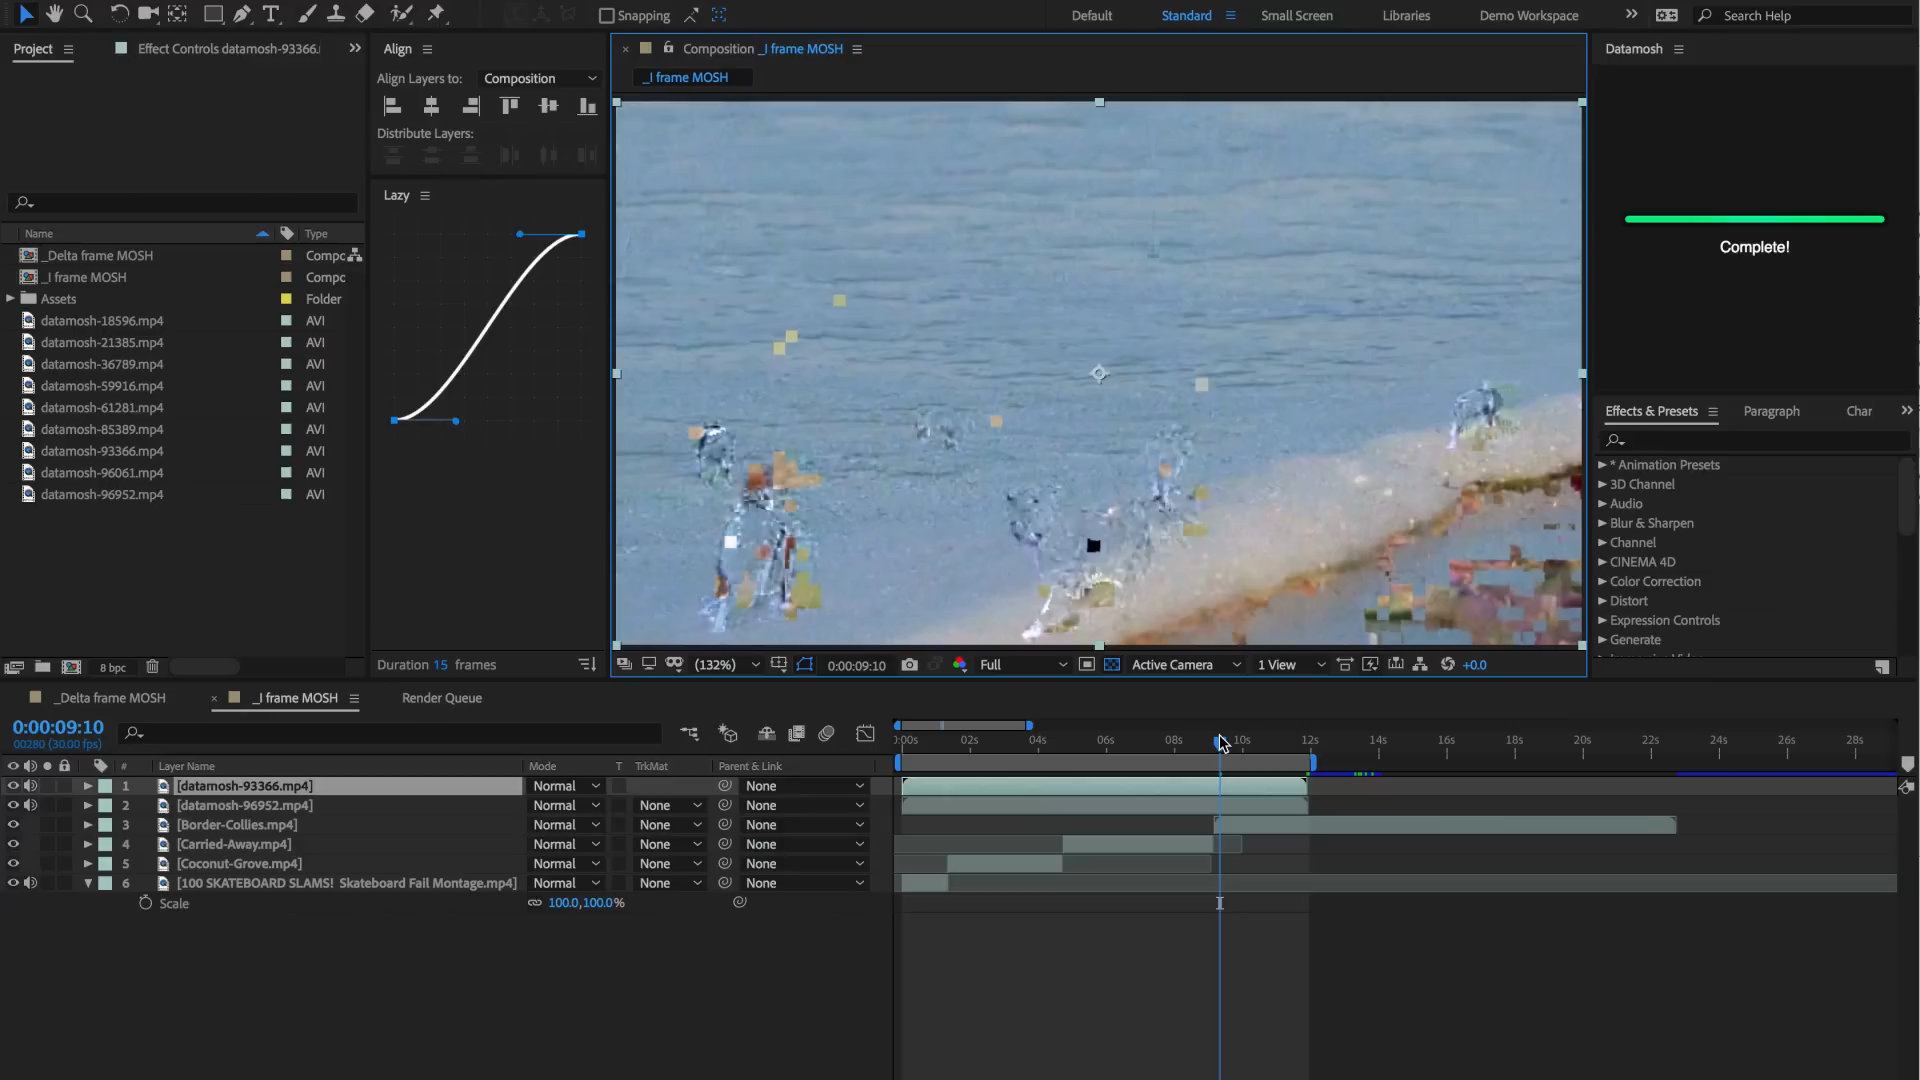 Snapping
Default
Standard
Small Screen
Libraries
Demo Workspace
Search Help
Project
Effect Controls datamosh-93366.
Align
Composition _I frame MOSH
Datamosh
_I frame MOSH
Align Layers to:
Composition
Distribute Layers:
Lazy
Complete!
Name
Type
_Delta frame MOSH
Compc
_I frame MOSH
Compc
Assets
Folder
datamosh-18596.mp4
AVI
datamosh-21385.mp4
AVI
datamosh-36789.mp4
AVI
datamosh-59916.mp4
AVI
datamosh-61281.mp4
AVI
datamosh-85389.mp4
AVI
datamosh-93366.mp4
AVI
datamosh-96061.mp4
AVI
datamosh-96952.mp4
AVI
Effects & Presets
Paragraph
Char
* Animation Presets
3D Channel
Audio
Blur & Sharpen
Channel
CINEMA 4D
Color Correction
Distort
Expression Controls
Generate
8 bpc
Duration 15 frames
(132%)
0:00:09:10
Full
Active Camera
1 View
+0.0
_Delta frame MOSH
_I frame MOSH
Render Queue
0:00:09:10
00280 (30.00 fps)
:00s 02s 04s 06s 08s 10s 12s 14s 16s 18s 20s 22s 24s 26s 28s
# Layer Name Mode T TrkMat Parent & Link
1 [datamosh-93366.mp4] Normal None
2 [datamosh-96952.mp4] Normal None None
3 [Border-Collies.mp4] Normal None None
4 [Carried-Away.mp4] Normal None None
5 [Coconut-Grove.mp4] Normal None None
6 [100 SKATEBOARD SLAMS! Skateboard Fail Montage.mp4] Normal None None
Scale
100.0,100.0%